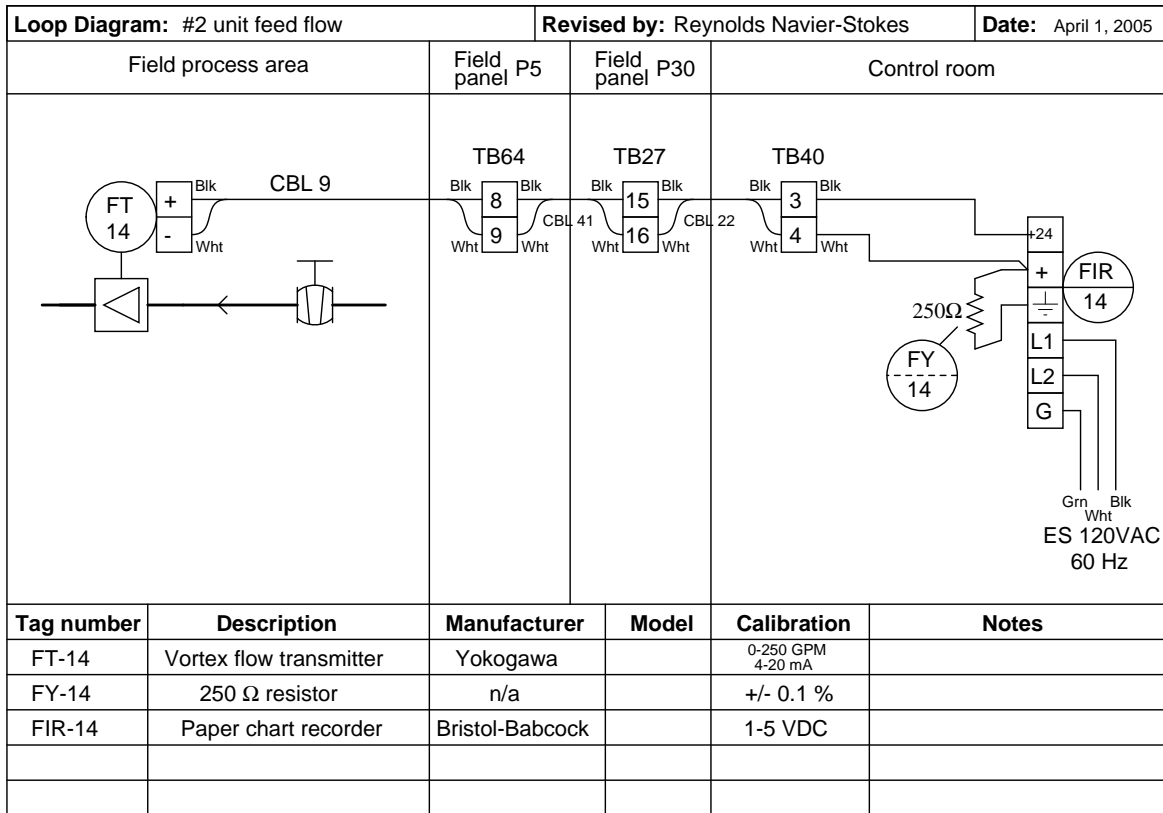 Loop Diagram: #2 unit feed flow
Revised by: Reynolds Navier-Stokes
Date: April 1, 2005
Field process area
Field panel P5
Field panel P30
Control room
TB64
TB27
TB40
FT
14
+
-
Blk
Wht
CBL 9
Blk
8
Blk
Wht
9
Wht
CBL 41
Blk
15
Blk
Wht
16
Wht
CBL 22
Blk
3
Blk
Wht
4
Wht
+24
+
FIR
14
250Ω
L1
FY
14
L2
G
Grn
Wht
Blk
ES 120VAC
60 Hz
Tag number Description Manufacturer Model Calibration Notes
FT-14 Vortex flow transmitter Yokogawa 0-250 GPM
4-20 mA
FY-14 250 Ω resistor n/a +/- 0.1 %
FIR-14 Paper chart recorder Bristol-Babcock 1-5 VDC